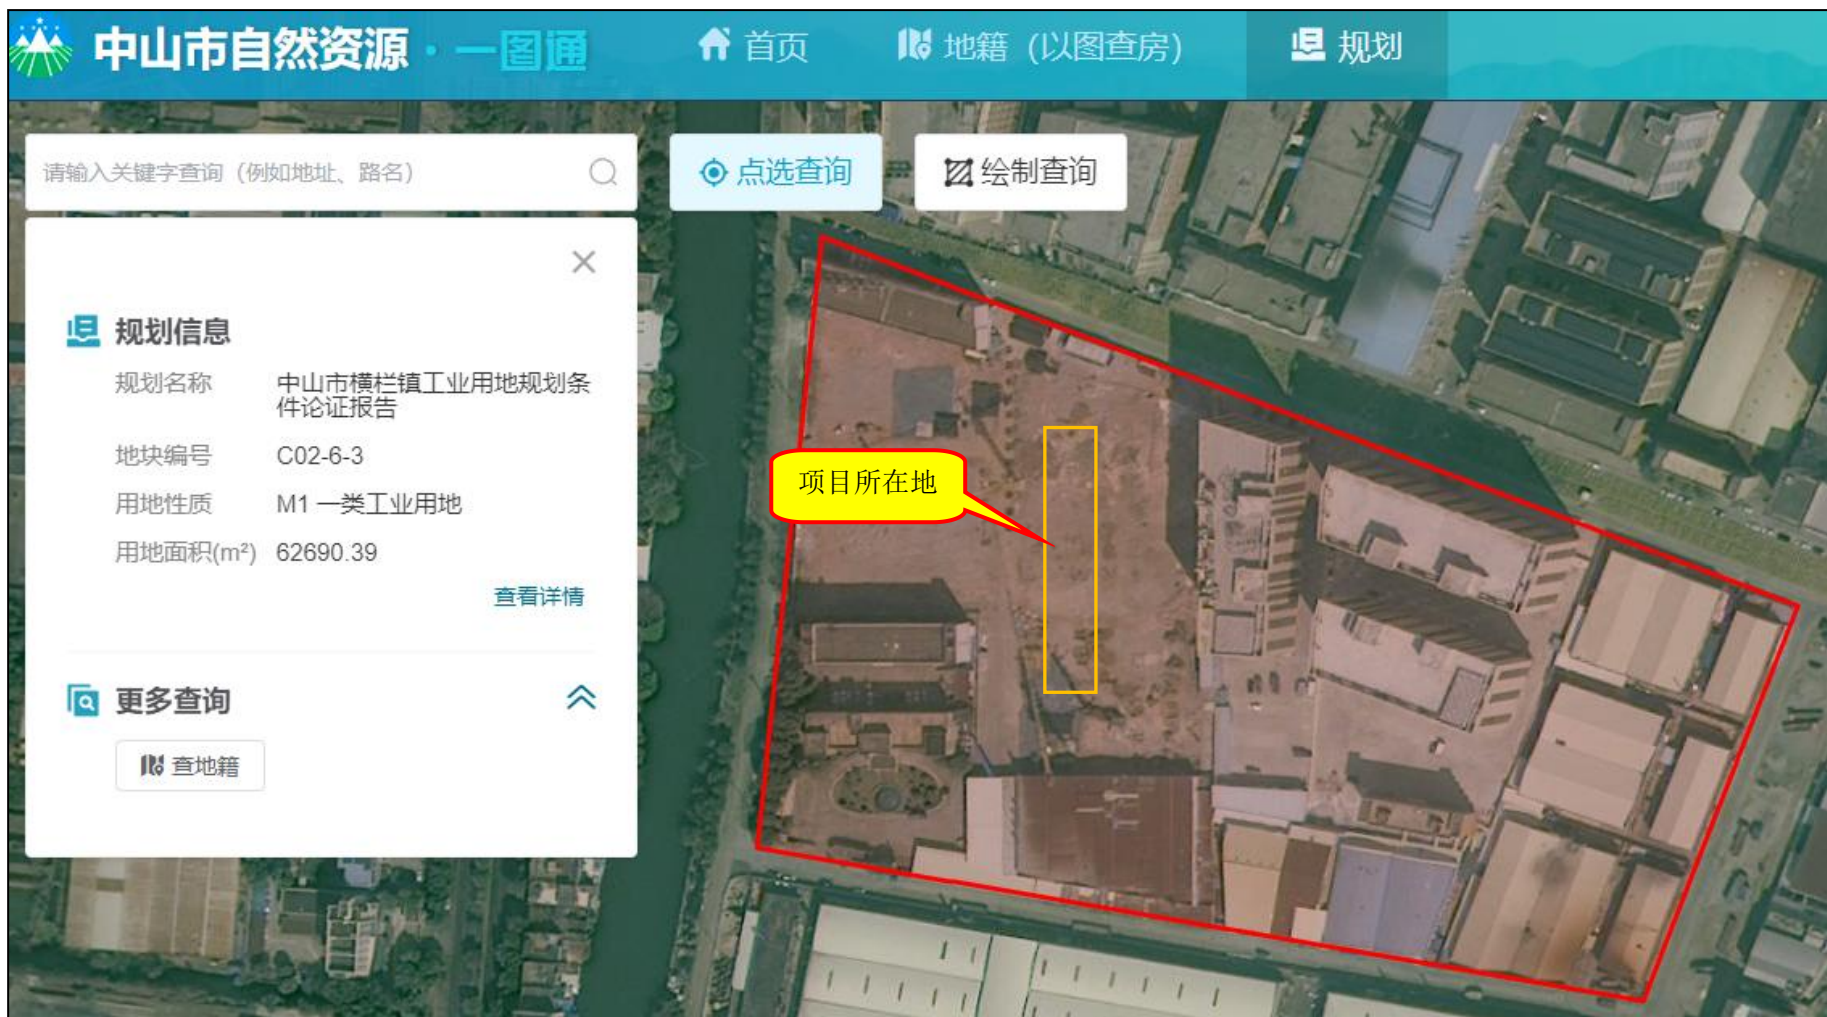 中山市自然资源·一图通
首页
地籍（以图查房）
规划
请输入关键字查询（例如地址、路名）
点选查询
绘制查询
规划信息
规划名称 中山市横栏镇工业用地规划条
件论证报告
地块编号 C02-6-3
用地性质 M1 一类工业用地
用地面积(m²) 62690.39
查看详情
更多查询
查地籍
项目所在地